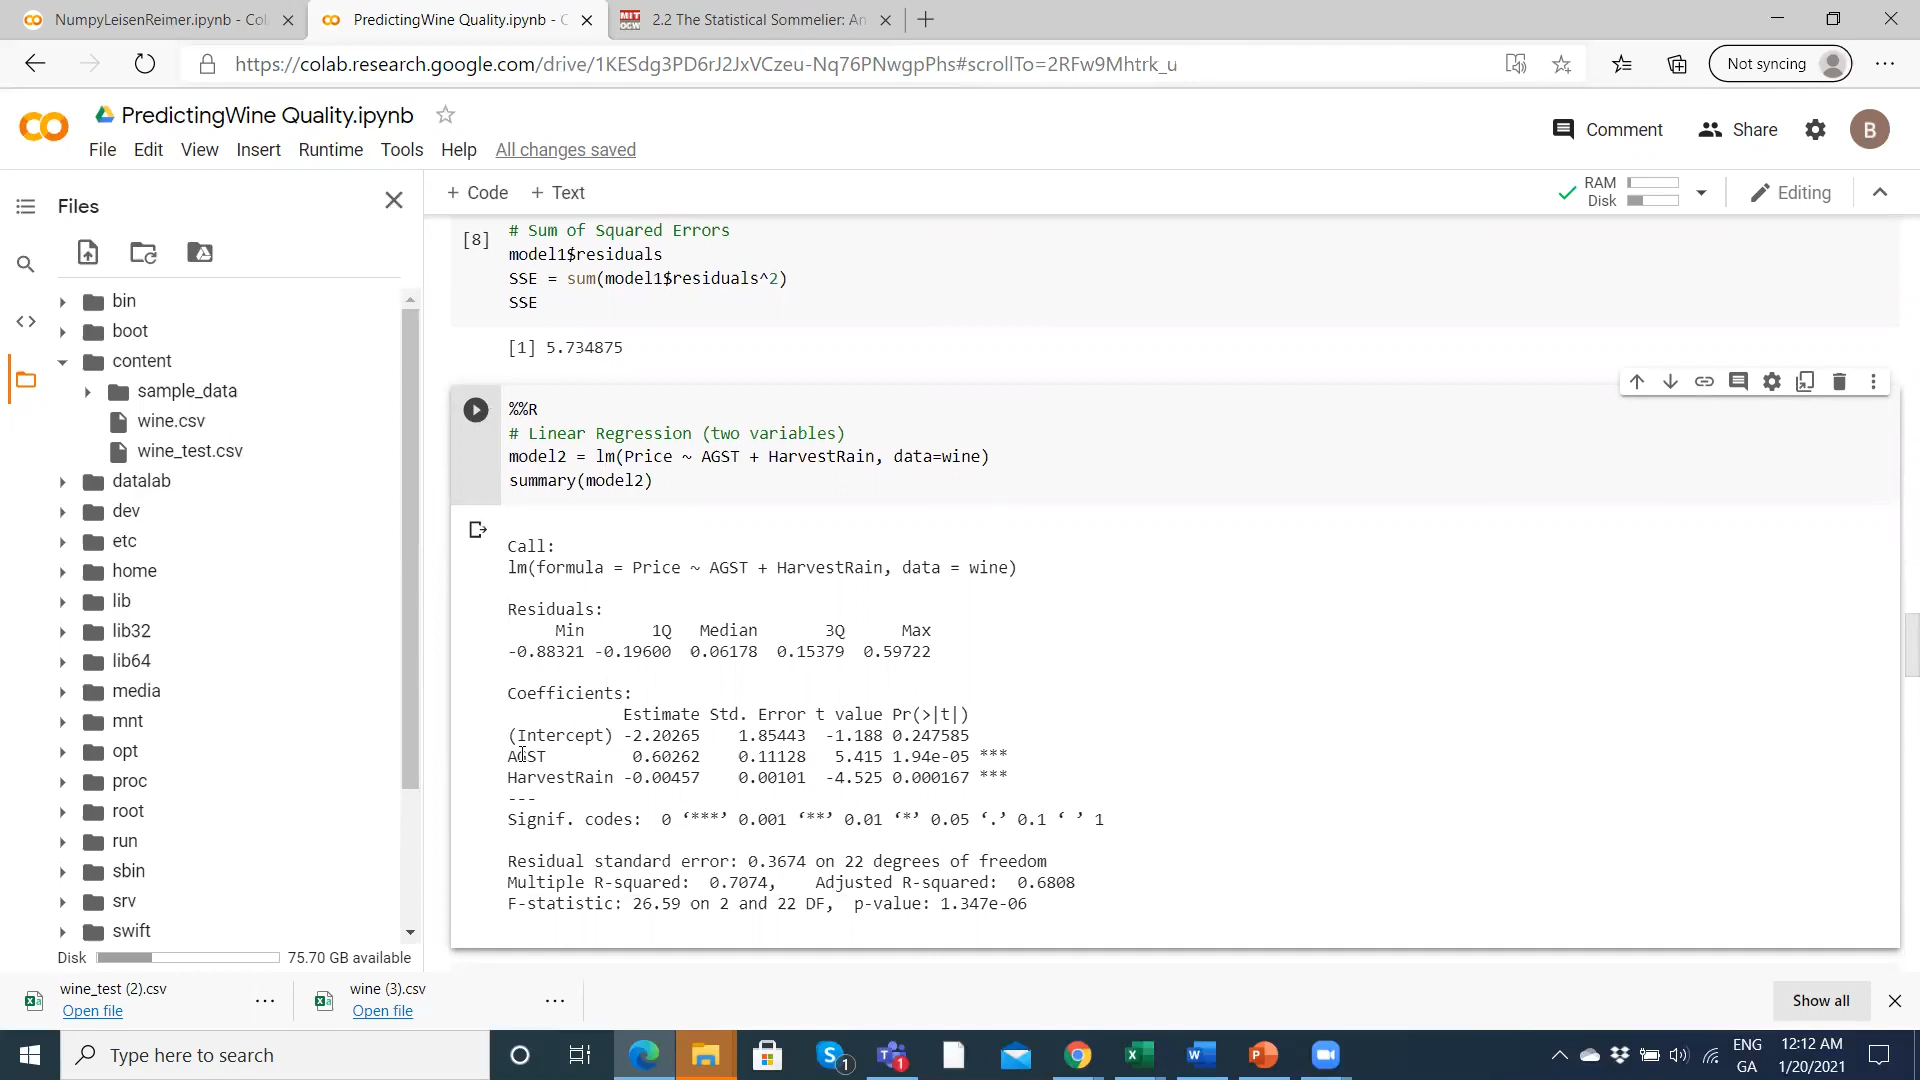 NumpyLeisenReimer.ipynb - Col
PredictingWine Quality.ipynb - C
MIT OCW
2.2 The Statistical Sommelier: An
https://colab.research.google.com/drive/1KESdg3PD6rJ2JxVCzeu-Nq76PNwgpPhs#scrollTo=2RFw9Mhtrk_u
Not syncing
PredictingWine Quality.ipynb
File Edit View Insert Runtime Tools Help All changes saved
Comment
Share
B
Files
+ Code + Text
RAM
Disk
Editing
bin
boot
content
sample_data
wine.csv
wine_test.csv
datalab
dev
etc
home
lib
lib32
lib64
media
mnt
opt
proc
root
run
sbin
srv
swift
Disk 75.70 GB available
[8]
# Sum of Squared Errors
model1$residuals
SSE = sum(model1$residuals^2)
SSE
[1] 5.734875
%%R
# Linear Regression (two variables)
model2 = lm(Price ~ AGST + HarvestRain, data=wine)
summary(model2)
Call:
lm(formula = Price ~ AGST + HarvestRain, data = wine)
Residuals:
Min 1Q Median 3Q Max
-0.88321 -0.19600 0.06178 0.15379 0.59722
Coefficients:
Estimate Std. Error t value Pr(>|t|)
(Intercept) -2.20265 1.85443 -1.188 0.247585
AGST 0.60262 0.11128 5.415 1.94e-05 ***
HarvestRain -0.00457 0.00101 -4.525 0.000167 ***
---
Signif. codes: 0 ‘***’ 0.001 ‘**’ 0.01 ‘*’ 0.05 ‘.’ 0.1 ‘ ’ 1
Residual standard error: 0.3674 on 22 degrees of freedom
Multiple R-squared: 0.7074, Adjusted R-squared: 0.6808
F-statistic: 26.59 on 2 and 22 DF, p-value: 1.347e-06
wine_test (2).csv
Open file
wine (3).csv
Open file
Show all
Type here to search
1
1
ENG
GA
12:12 AM
1/20/2021